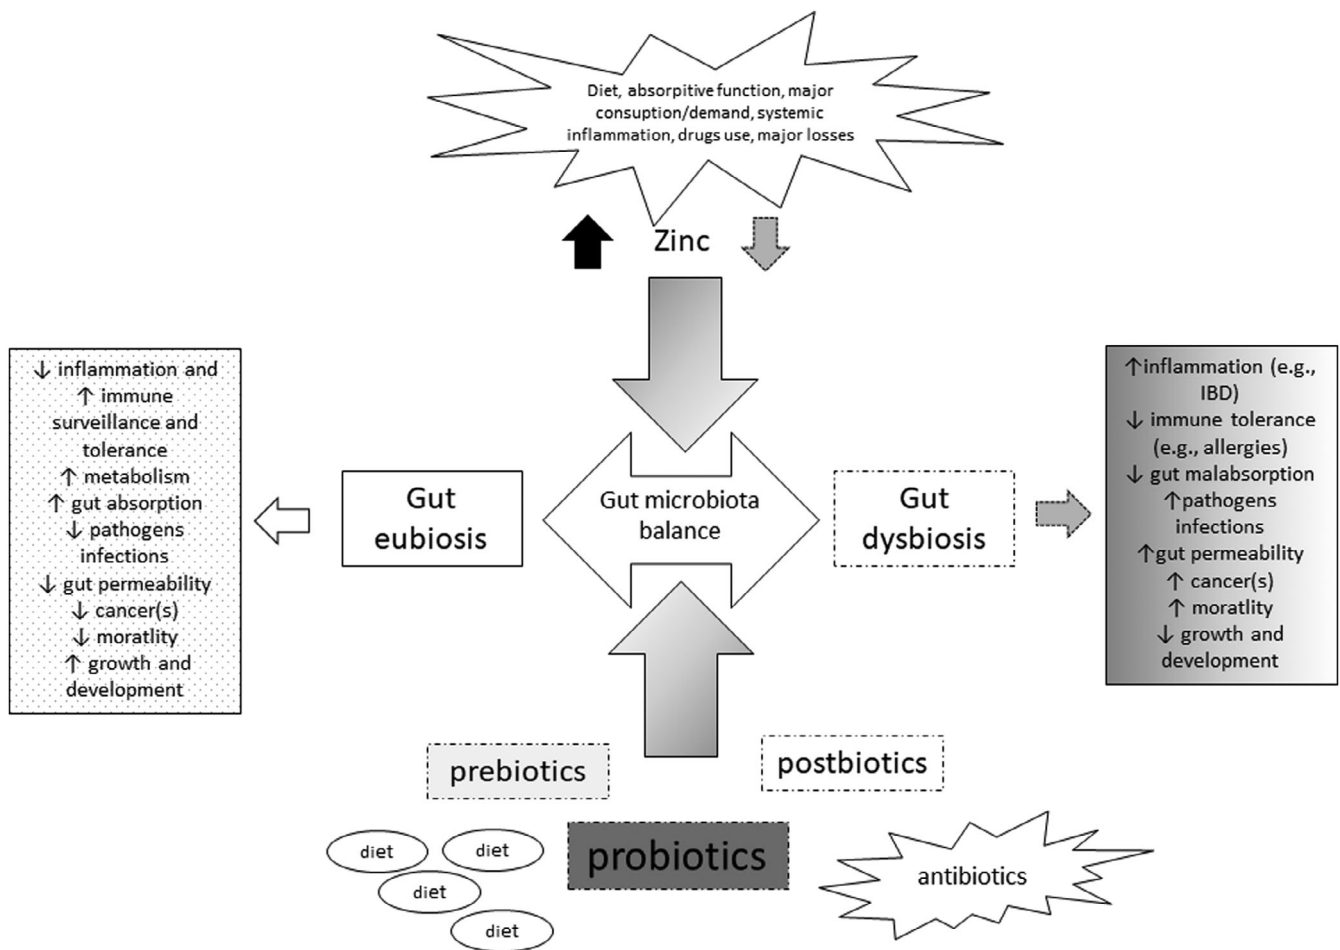 Diet, absorpitive function, major
consuption/demand, systemic
inflammation, drugs use, major losses
Zinc
↓ inflammation and
↑ immune
surveillance and
tolerance
↑ metabolism
↑ gut absorption
↓ pathogens
infections
↓ gut permeability
↓ cancer(s)
↓ moratlity
↑ growth and
development
Gut
eubiosis
Gut microbiota
balance
Gut
dysbiosis
↑inflammation (e.g.,
IBD)
↓ immune tolerance
(e.g., allergies)
↓ gut malabsorption
↑pathogens
infections
↑gut permeability
↑ cancer(s)
↑ moratlity
↓ growth and
development
prebiotics
postbiotics
probiotics
diet
diet
diet
diet
antibiotics